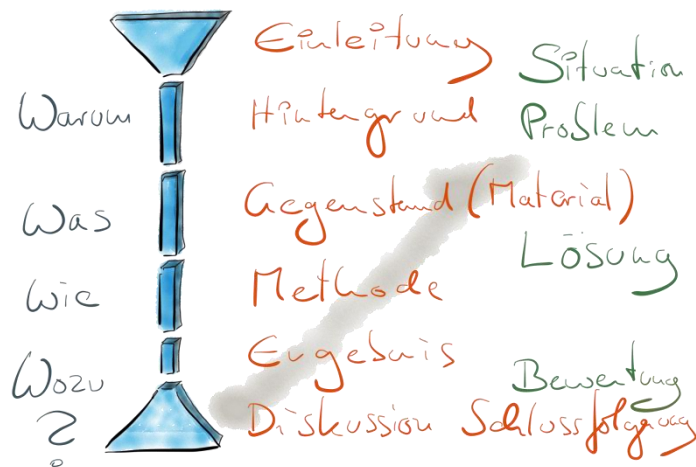 Einleitung
Situation
Warum Hintergrund Problem
Was Gegenstand (Material)
Lösung
Wie Methode
Ergebnis
Wozu Bewertung
? Diskussion Schlussfolgerung